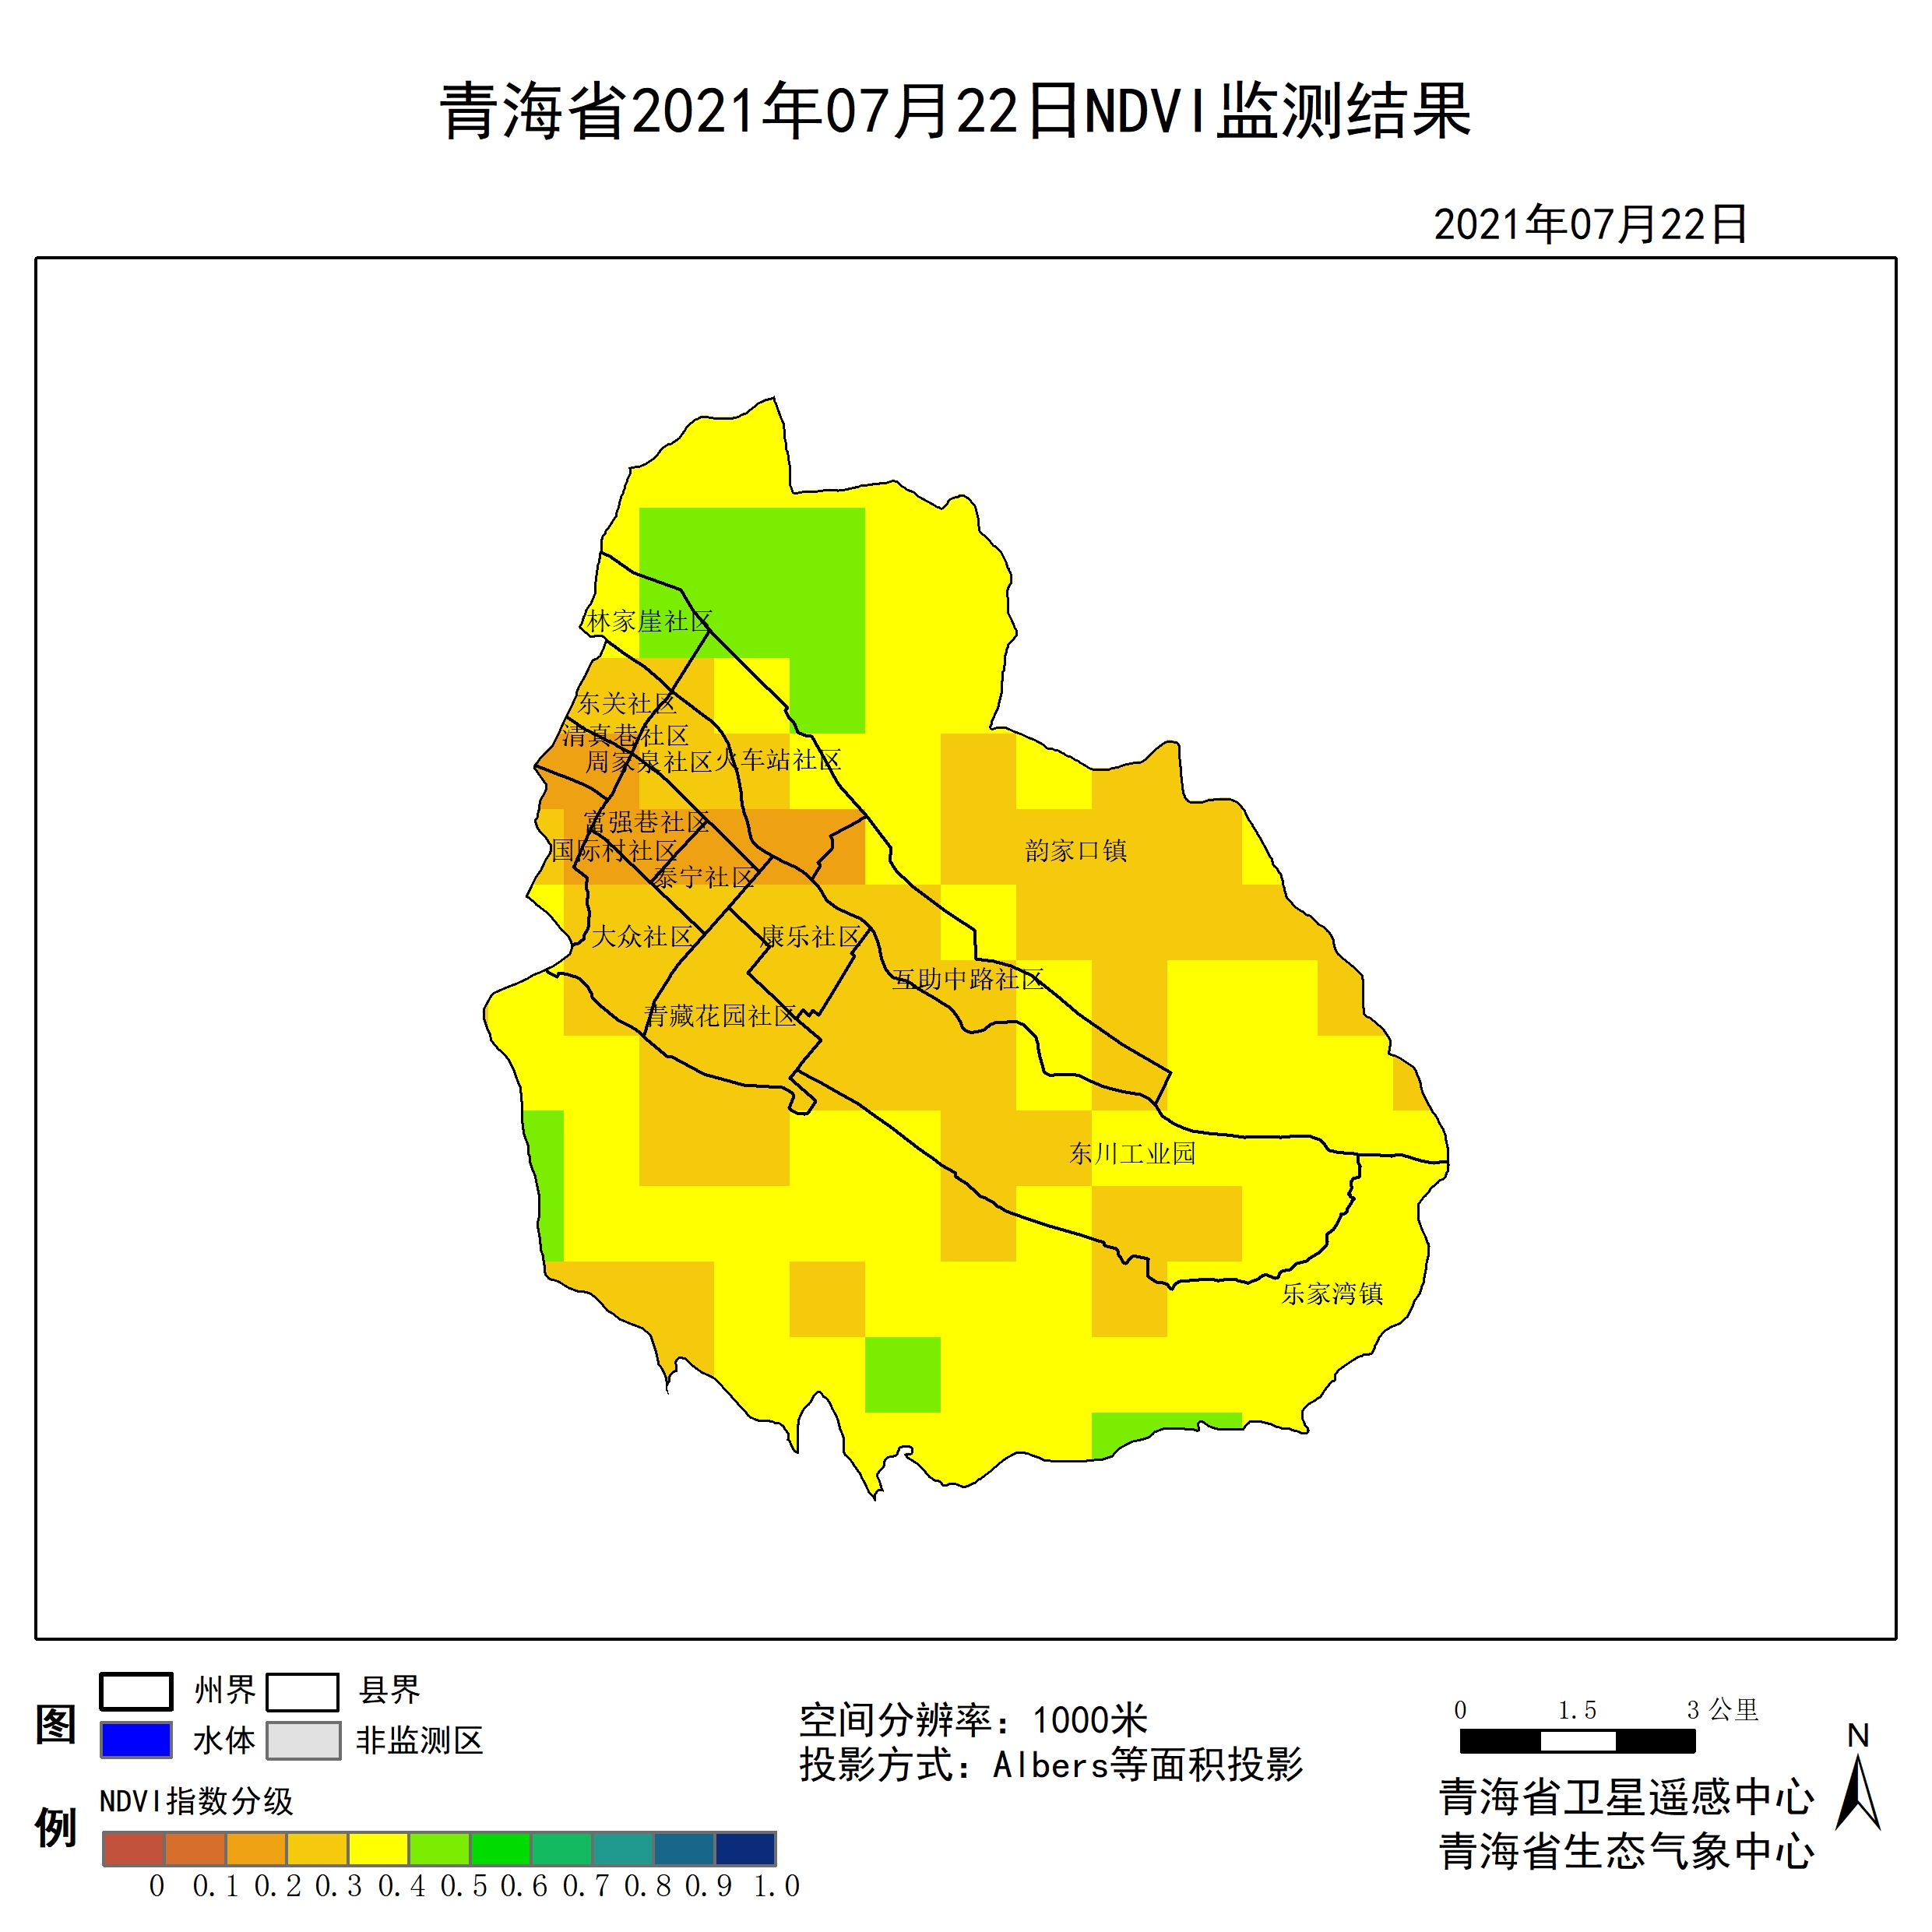 青海省2021年07月22日NDVI监测结果
2021年07月22日
林家崖社区
东关社区
清真巷社区
周家泉社区
火车站社区
富强巷社区
国际村社区
韵家口镇
泰宁社区
大众社区
康乐社区
互助中路社区
青藏花园社区
东川工业园
乐家湾镇
图例
州界
县界
水体
非监测区
NDVI指数分级
0 0.1 0.2 0.3 0.4 0.5 0.6 0.7 0.8 0.9 1.0
空间分辨率：1000米
投影方式：Albers等面积投影
0 1.5 3公里
N
青海省卫星遥感中心
青海省生态气象中心